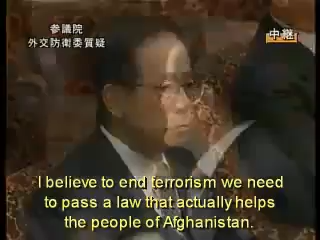 参議院
外交防衛委質疑
中継
I believe to end terrorism we need
to pass a law that actually helps
the people of Afghanistan.